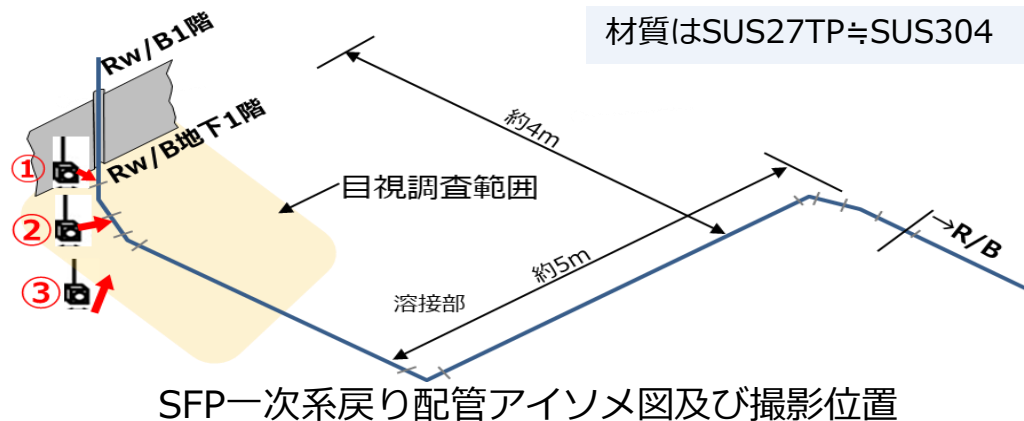 材質はSUS27TP≒SUS304
Rw/B1階
約4m
Rw/B地下1階
①
目視調査範囲
②
→R/B
約5m
③
溶接部
SFP一次系戻り配管アイソメ図及び撮影位置